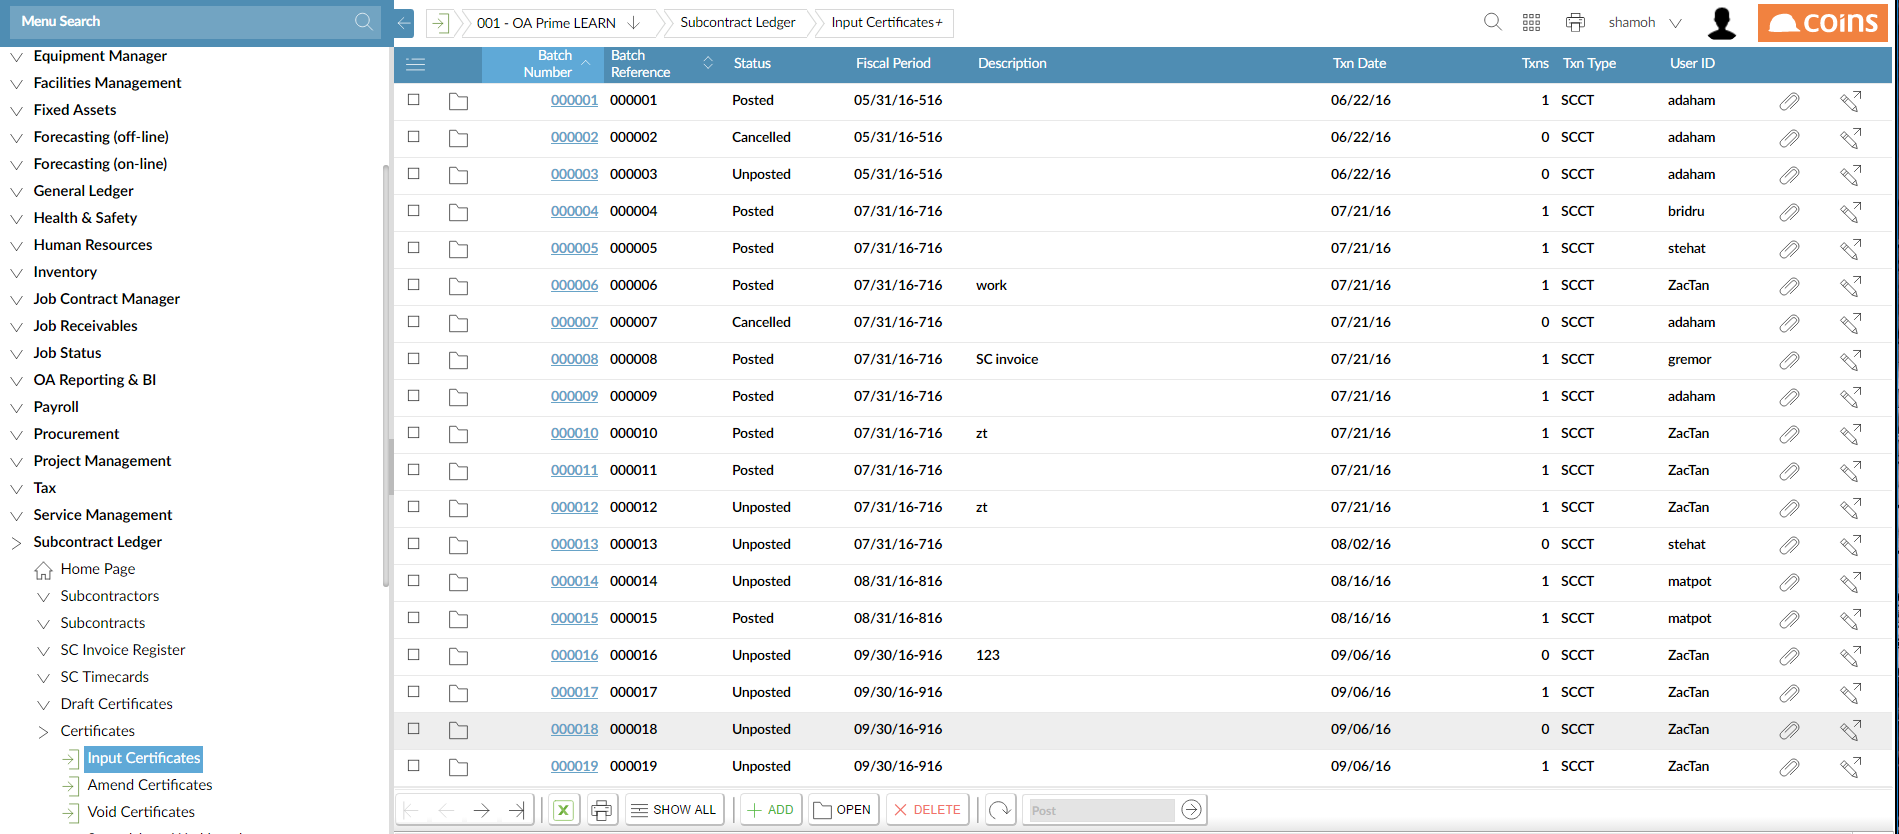 Menu Search
001 - OA Prime LEARN
Subcontract Ledger
Input Certificates+
shamoh
coins
Equipment Manager
Facilities Management
Fixed Assets
Forecasting (off-line)
Forecasting (on-line)
General Ledger
Health & Safety
Human Resources
Inventory
Job Contract Manager
Job Receivables
Job Status
OA Reporting & BI
Payroll
Procurement
Project Management
Tax
Service Management
Subcontract Ledger
Home Page
Subcontractors
Subcontracts
SC Invoice Register
SC Timecards
Draft Certificates
Certificates
Input Certificates
Amend Certificates
Void Certificates
Batch Number Batch Reference Status Fiscal Period Description Txn Date Txns Txn Type User ID
000001 000001 Posted 05/31/16-516 06/22/16 1 SCCT adaham
000002 000002 Cancelled 05/31/16-516 06/22/16 0 SCCT adaham
000003 000003 Unposted 05/31/16-516 06/22/16 0 SCCT adaham
000004 000004 Posted 07/31/16-716 07/21/16 1 SCCT bridru
000005 000005 Posted 07/31/16-716 07/21/16 1 SCCT stehat
000006 000006 Posted 07/31/16-716 work 07/21/16 1 SCCT ZacTan
000007 000007 Cancelled 07/31/16-716 07/21/16 0 SCCT adaham
000008 000008 Posted 07/31/16-716 SC invoice 07/21/16 1 SCCT gremor
000009 000009 Posted 07/31/16-716 07/21/16 1 SCCT adaham
000010 000010 Posted 07/31/16-716 zt 07/21/16 1 SCCT ZacTan
000011 000011 Posted 07/31/16-716 07/21/16 1 SCCT ZacTan
000012 000012 Unposted 07/31/16-716 zt 07/21/16 1 SCCT ZacTan
000013 000013 Unposted 07/31/16-716 08/02/16 0 SCCT stehat
000014 000014 Unposted 08/31/16-816 08/16/16 1 SCCT matpot
000015 000015 Posted 08/31/16-816 08/16/16 1 SCCT matpot
000016 000016 Unposted 09/30/16-916 123 09/06/16 0 SCCT ZacTan
000017 000017 Unposted 09/30/16-916 09/06/16 1 SCCT ZacTan
000018 000018 Unposted 09/30/16-916 09/06/16 0 SCCT ZacTan
000019 000019 Unposted 09/30/16-916 09/06/16 1 SCCT ZacTan
SHOW ALL ADD OPEN DELETE Post